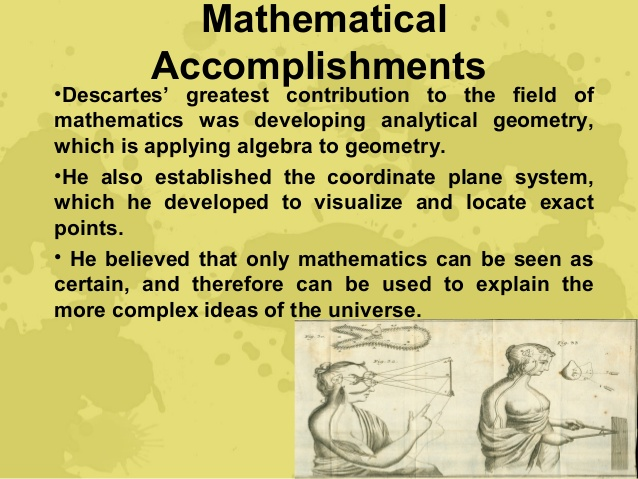 Mathematical
Accomplishments
•Descartes’ greatest contribution to the field of
mathematics was developing analytical geometry,
which is applying algebra to geometry.
•He also established the coordinate plane system,
which he developed to visualize and locate exact
points.
• He believed that only mathematics can be seen as
certain, and therefore can be used to explain the
more complex ideas of the universe.